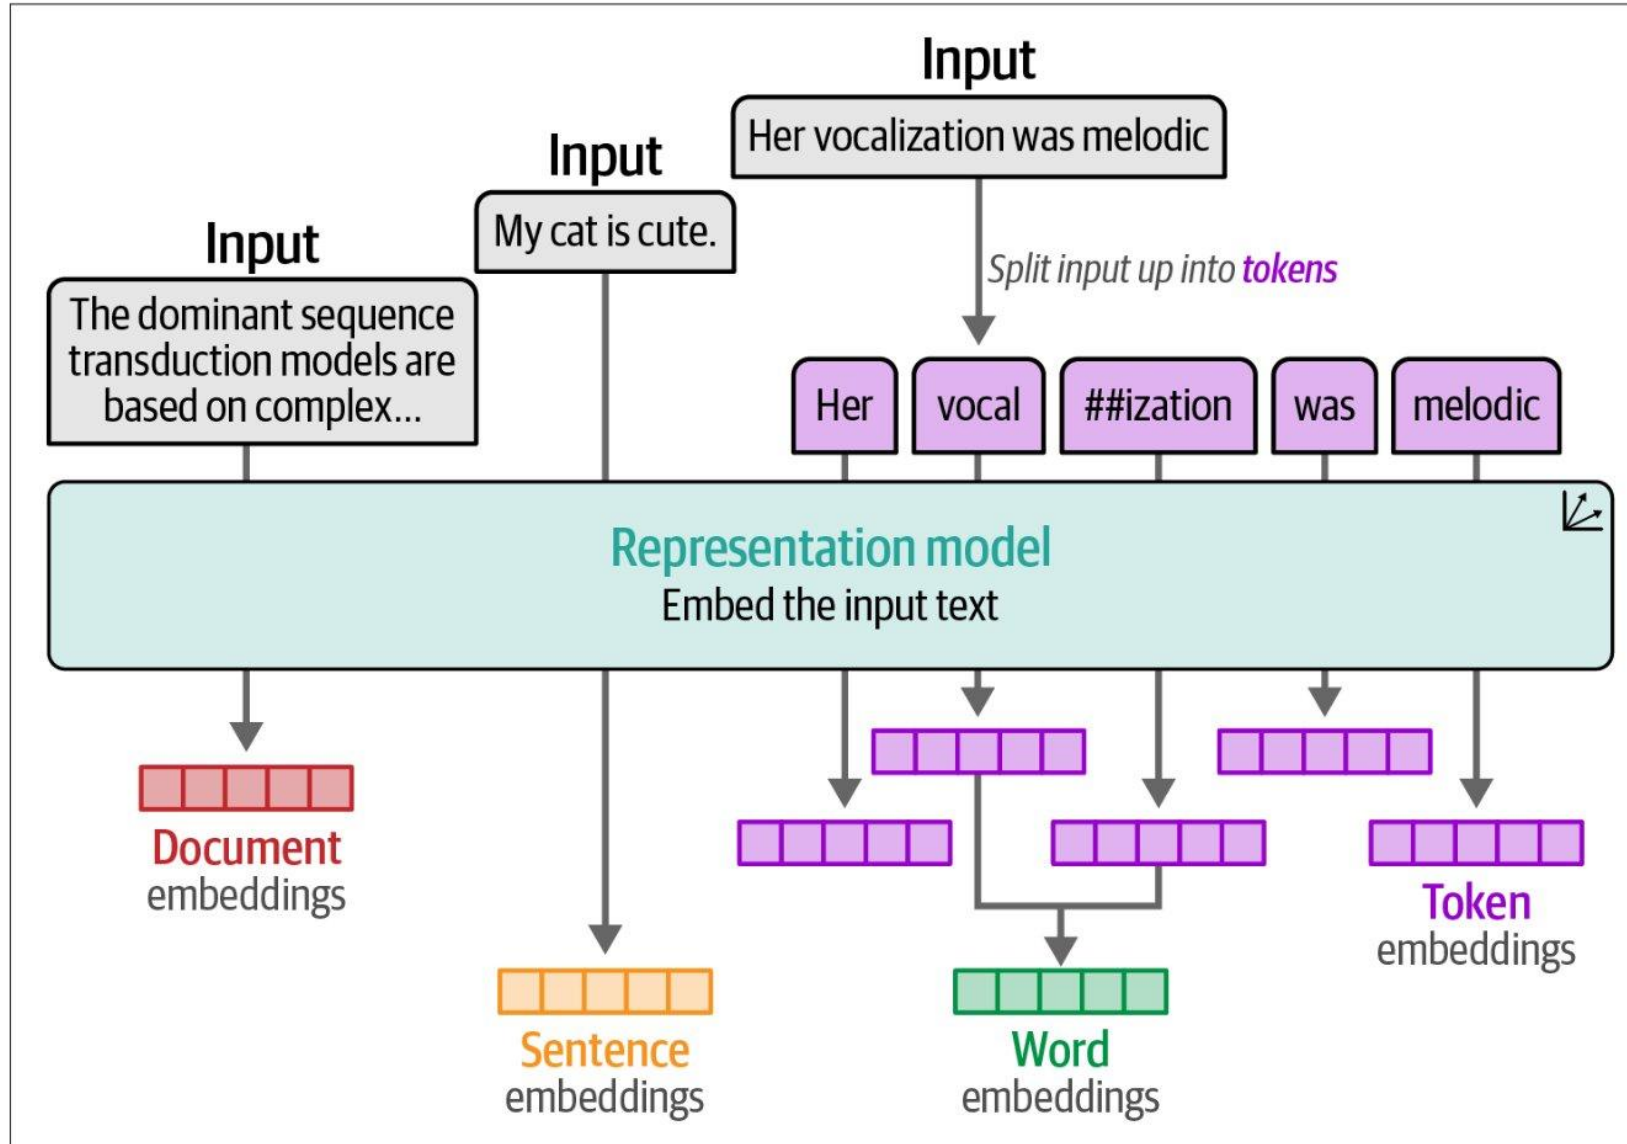 Input
The dominant sequence
transduction models are
based on complex...
Input
My cat is cute.
Input
Her vocalization was melodic
Split input up into tokens
Her
vocal
##ization
was
melodic
Representation model
Embed the input text
Document
embeddings
Sentence
embeddings
Word
embeddings
Token
embeddings